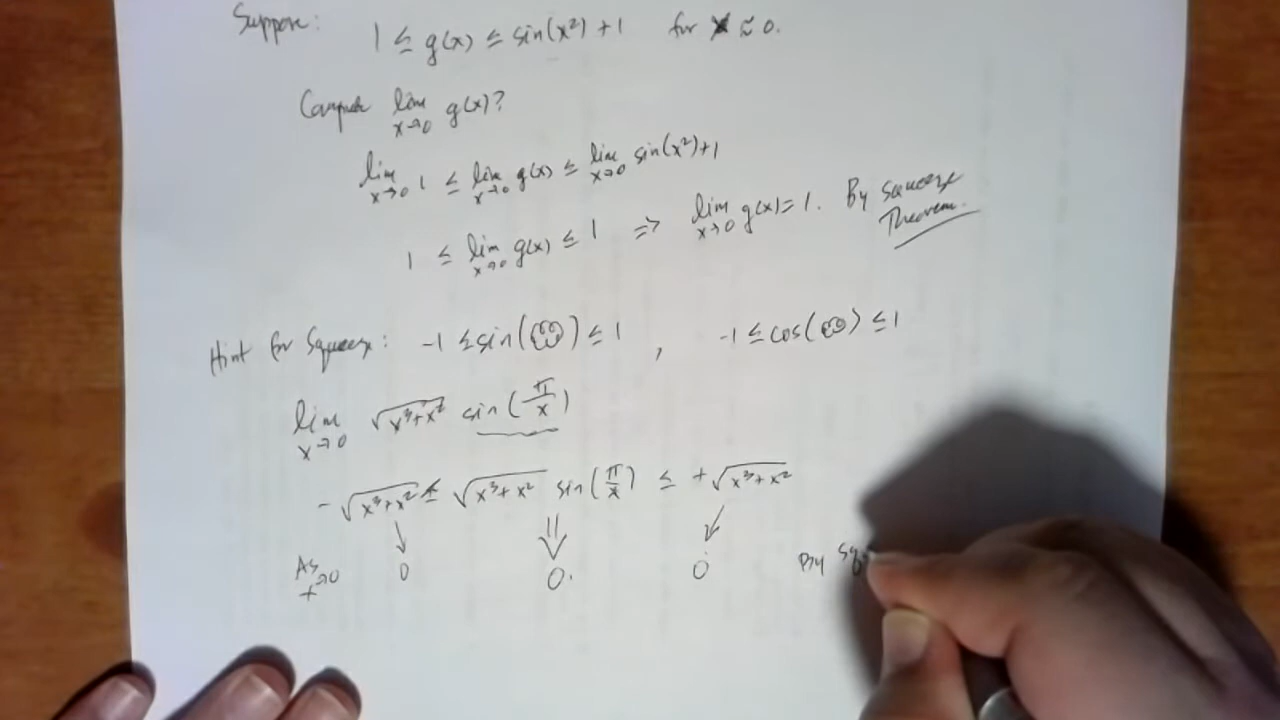 Suppose: 1 ≤ g(x) ≤ sin(x²)+1 for x ≈ 0.
Compute lim x→0 g(x)?
lim x→0 1 ≤ lim x→0 g(x) ≤ lim x→0 sin(x²)+1
1 ≤ lim x→0 g(x) ≤ 1 ⇒ lim x→0 g(x)=1. By Squeeze
Theorem.
Hint for Squeeze: -1 ≤ sin( ) ≤ 1 , -1 ≤ cos( ) ≤ 1
lim x→0 √(x³+x²) sin(π/x)
-√(x³+x²) ≤ √(x³+x²) sin(π/x) ≤ +√(x³+x²)
↓ ⇓ ↓
As x→0 0 0. 0 By Sq